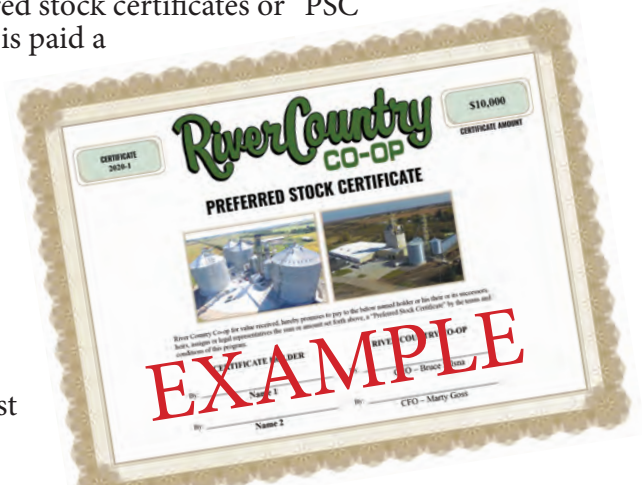 red stock certificates or "PSC
is paid a
CERTIFICATE
2020-1
River Country
CO-OP
$10,000
CERTIFICATE AMOUNT
PREFERRED STOCK CERTIFICATE
River Country Co-op for value received, hereby promises to pay to the below annual holder or his their or its successors,
heirs, assigns or legal representatives the sum or amount set forth above, a "Preferred Stock Certificate" by the terms and
conditions of this program.
CERTIFICATE HOLDER
RIVER COUNTRY CO-OP
EXAMPLE
By: Name 1
CEO – Bruce
By: Name 2
By: CFO – Marty Goss
st